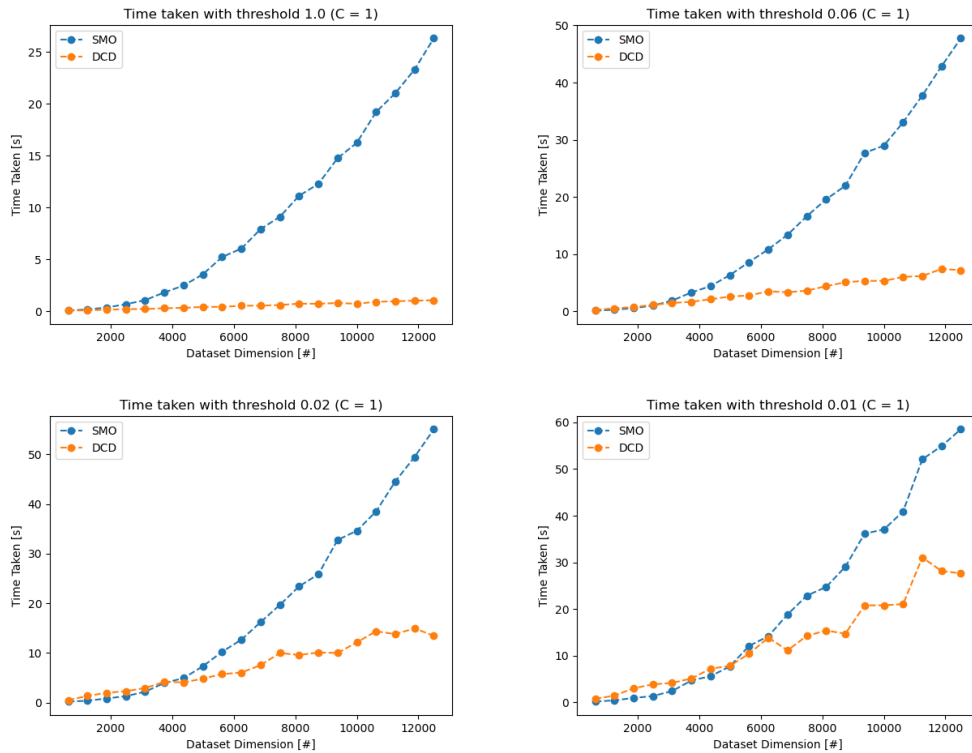 Time taken with threshold 1.0 (C = 1)
SMO
DCD
25
20
15
10
5
0
Time Taken [s]
2000 4000 6000 8000 10000 12000
Dataset Dimension [#]
Time taken with threshold 0.06 (C = 1)
SMO
DCD
50
40
30
20
10
0
Time Taken [s]
2000 4000 6000 8000 10000 12000
Dataset Dimension [#]
Time taken with threshold 0.02 (C = 1)
SMO
DCD
50
40
30
20
10
0
Time Taken [s]
2000 4000 6000 8000 10000 12000
Dataset Dimension [#]
Time taken with threshold 0.01 (C = 1)
SMO
DCD
60
50
40
30
20
10
0
Time Taken [s]
2000 4000 6000 8000 10000 12000
Dataset Dimension [#]